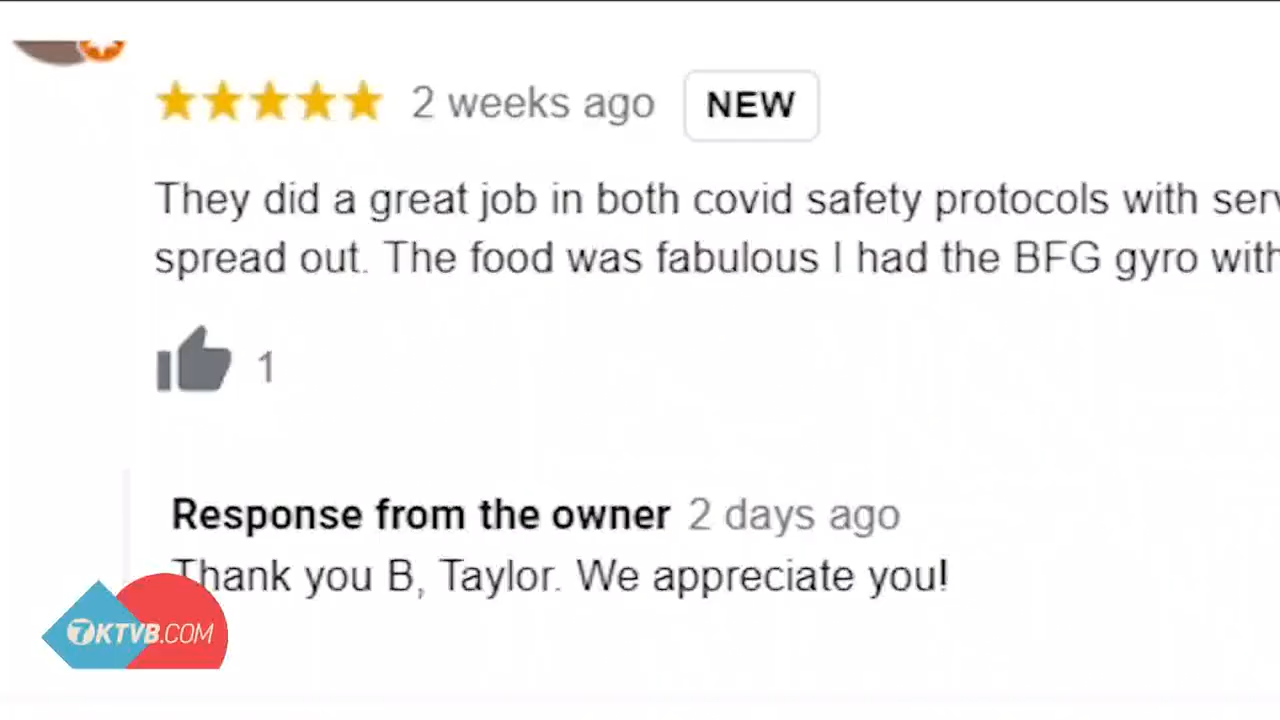 2 weeks ago NEW
They did a great job in both covid safety protocols with
spread out. The food was fabulous I had the BFG gyro with
1
Response from the owner 2 days ago
Thank you B, Taylor. We appreciate you!
7KTVB.COM